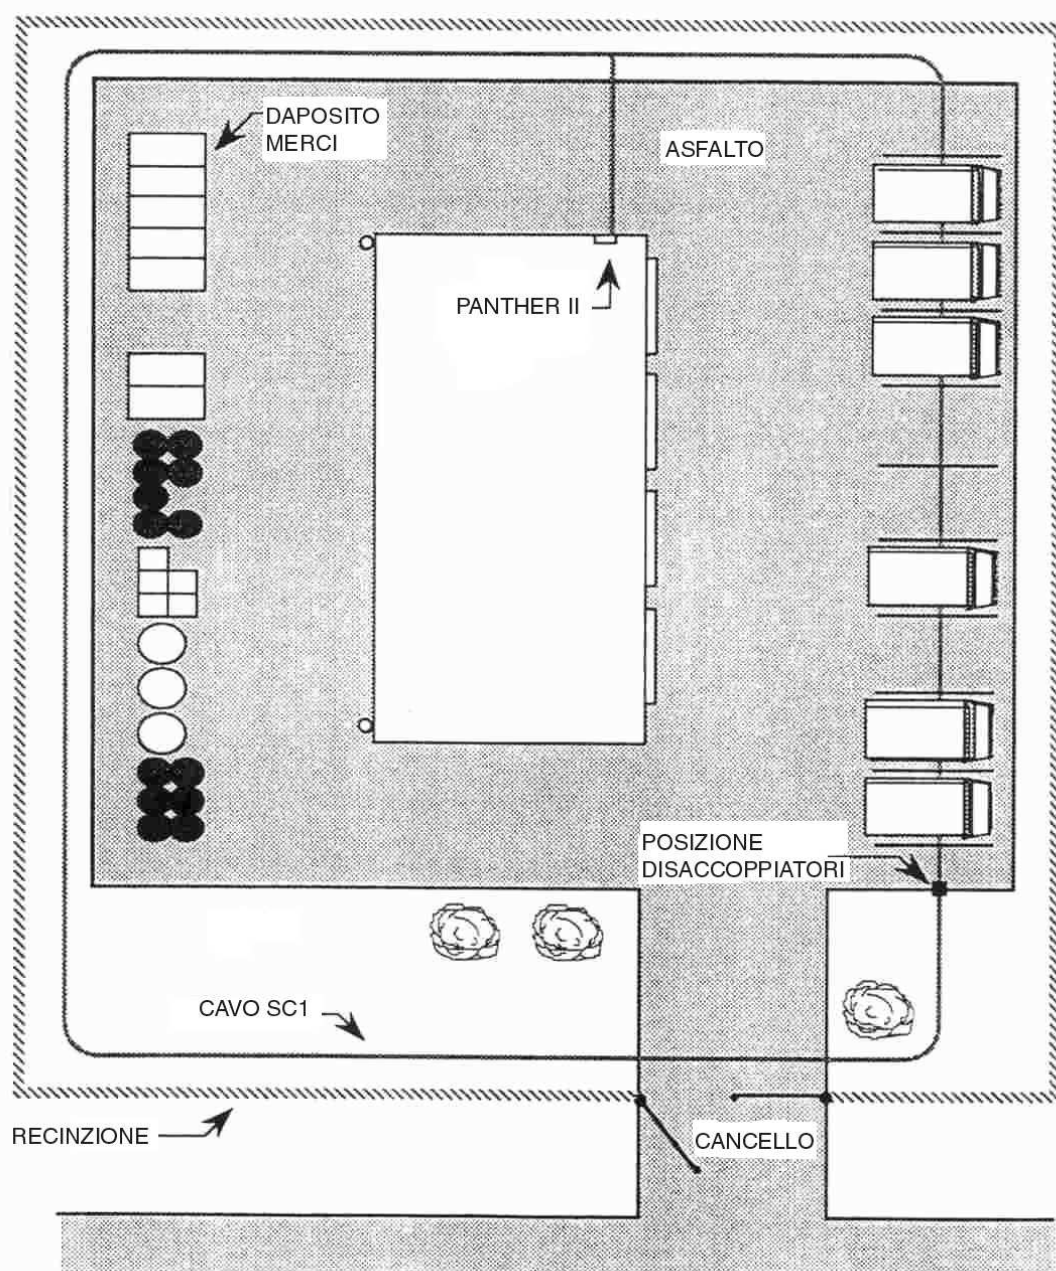 DAPOSITO
MERCI
ASFALTO
PANTHER II
POSIZIONE
DISACCOPPIATORI
CAVO SC1
RECINZIONE
CANCELLO